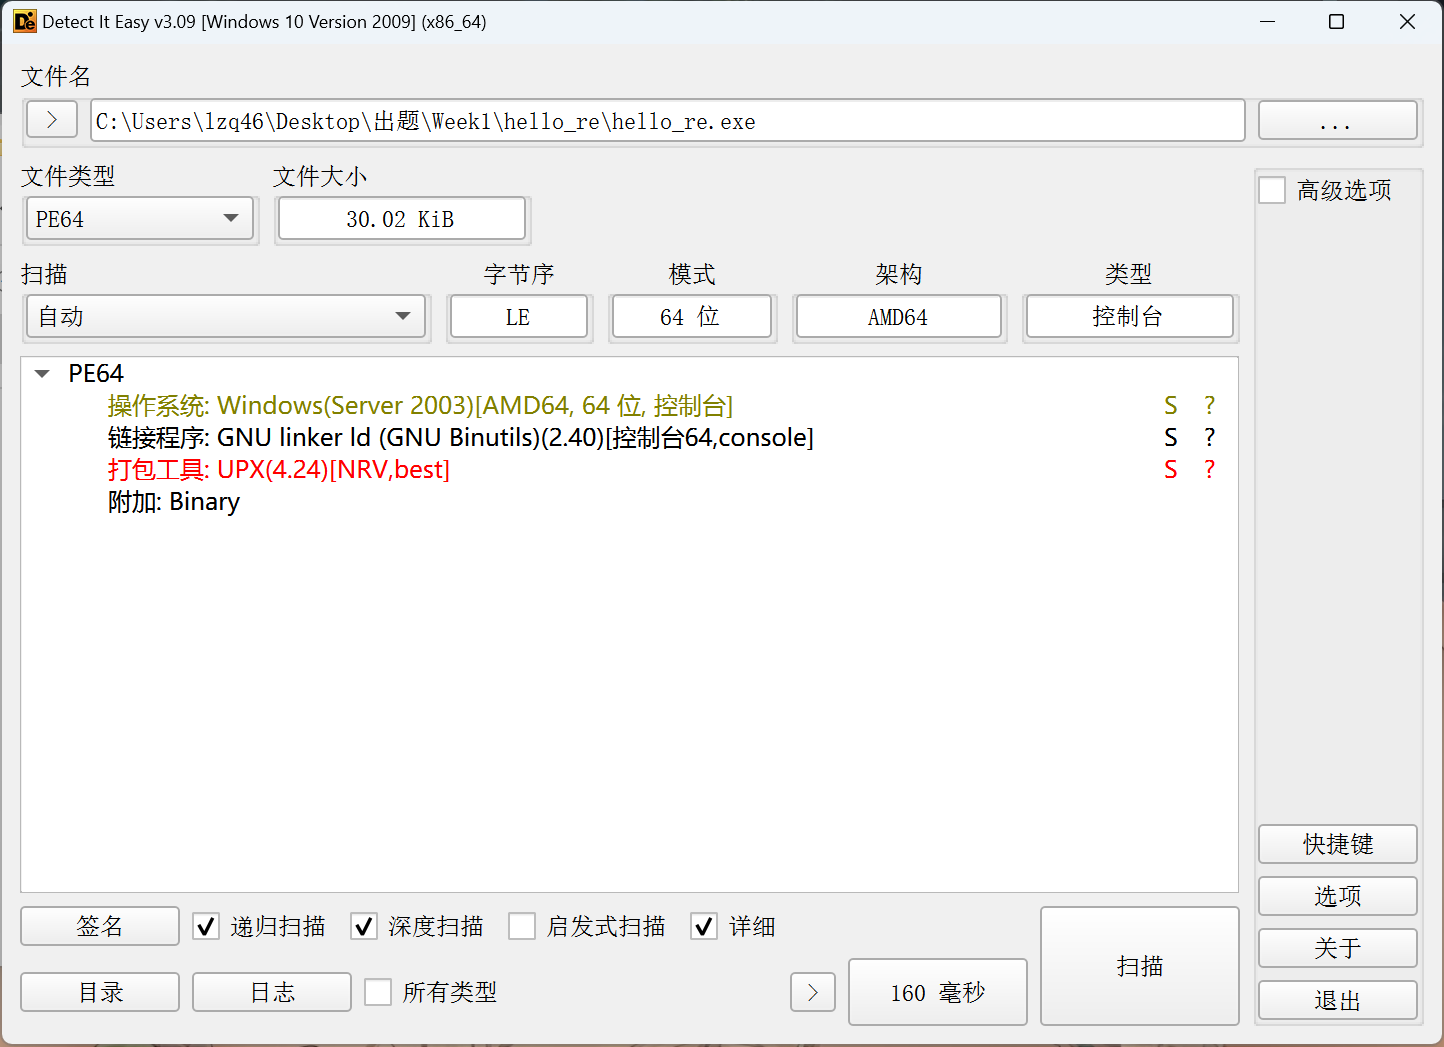 Detect It Easy v3.09 [Windows 10 Version 2009] (x86_64)
文件名
> C:\Users\lzq46\Desktop\出题\Week1\hello_re\hello_re.exe ...
文件类型 文件大小
PE64 30.02 KiB 高级选项
扫描 字节序 模式 架构 类型
自动 LE 64 位 AMD64 控制台
PE64
操作系统: Windows(Server 2003)[AMD64, 64 位, 控制台] S ?
链接程序: GNU linker ld (GNU Binutils)(2.40)[控制台64,console] S ?
打包工具: UPX(4.24)[NRV,best] S ?
附加: Binary
快捷键
选项
签名 递归扫描 深度扫描 启发式扫描 详细
关于
扫描
目录 日志 所有类型 > 160 毫秒
退出